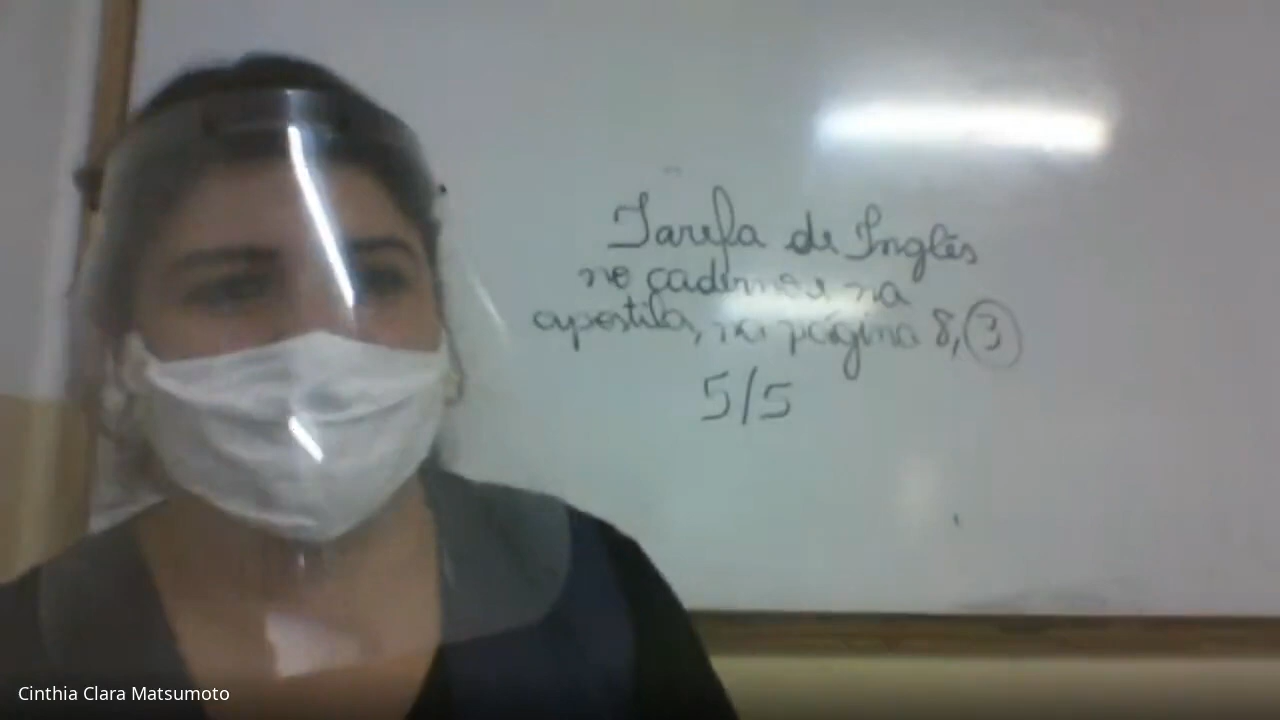 Tarefa de Inglês
no caderno e na
apostila, na página 8, 3
5/5
Cinthia Clara Matsumoto